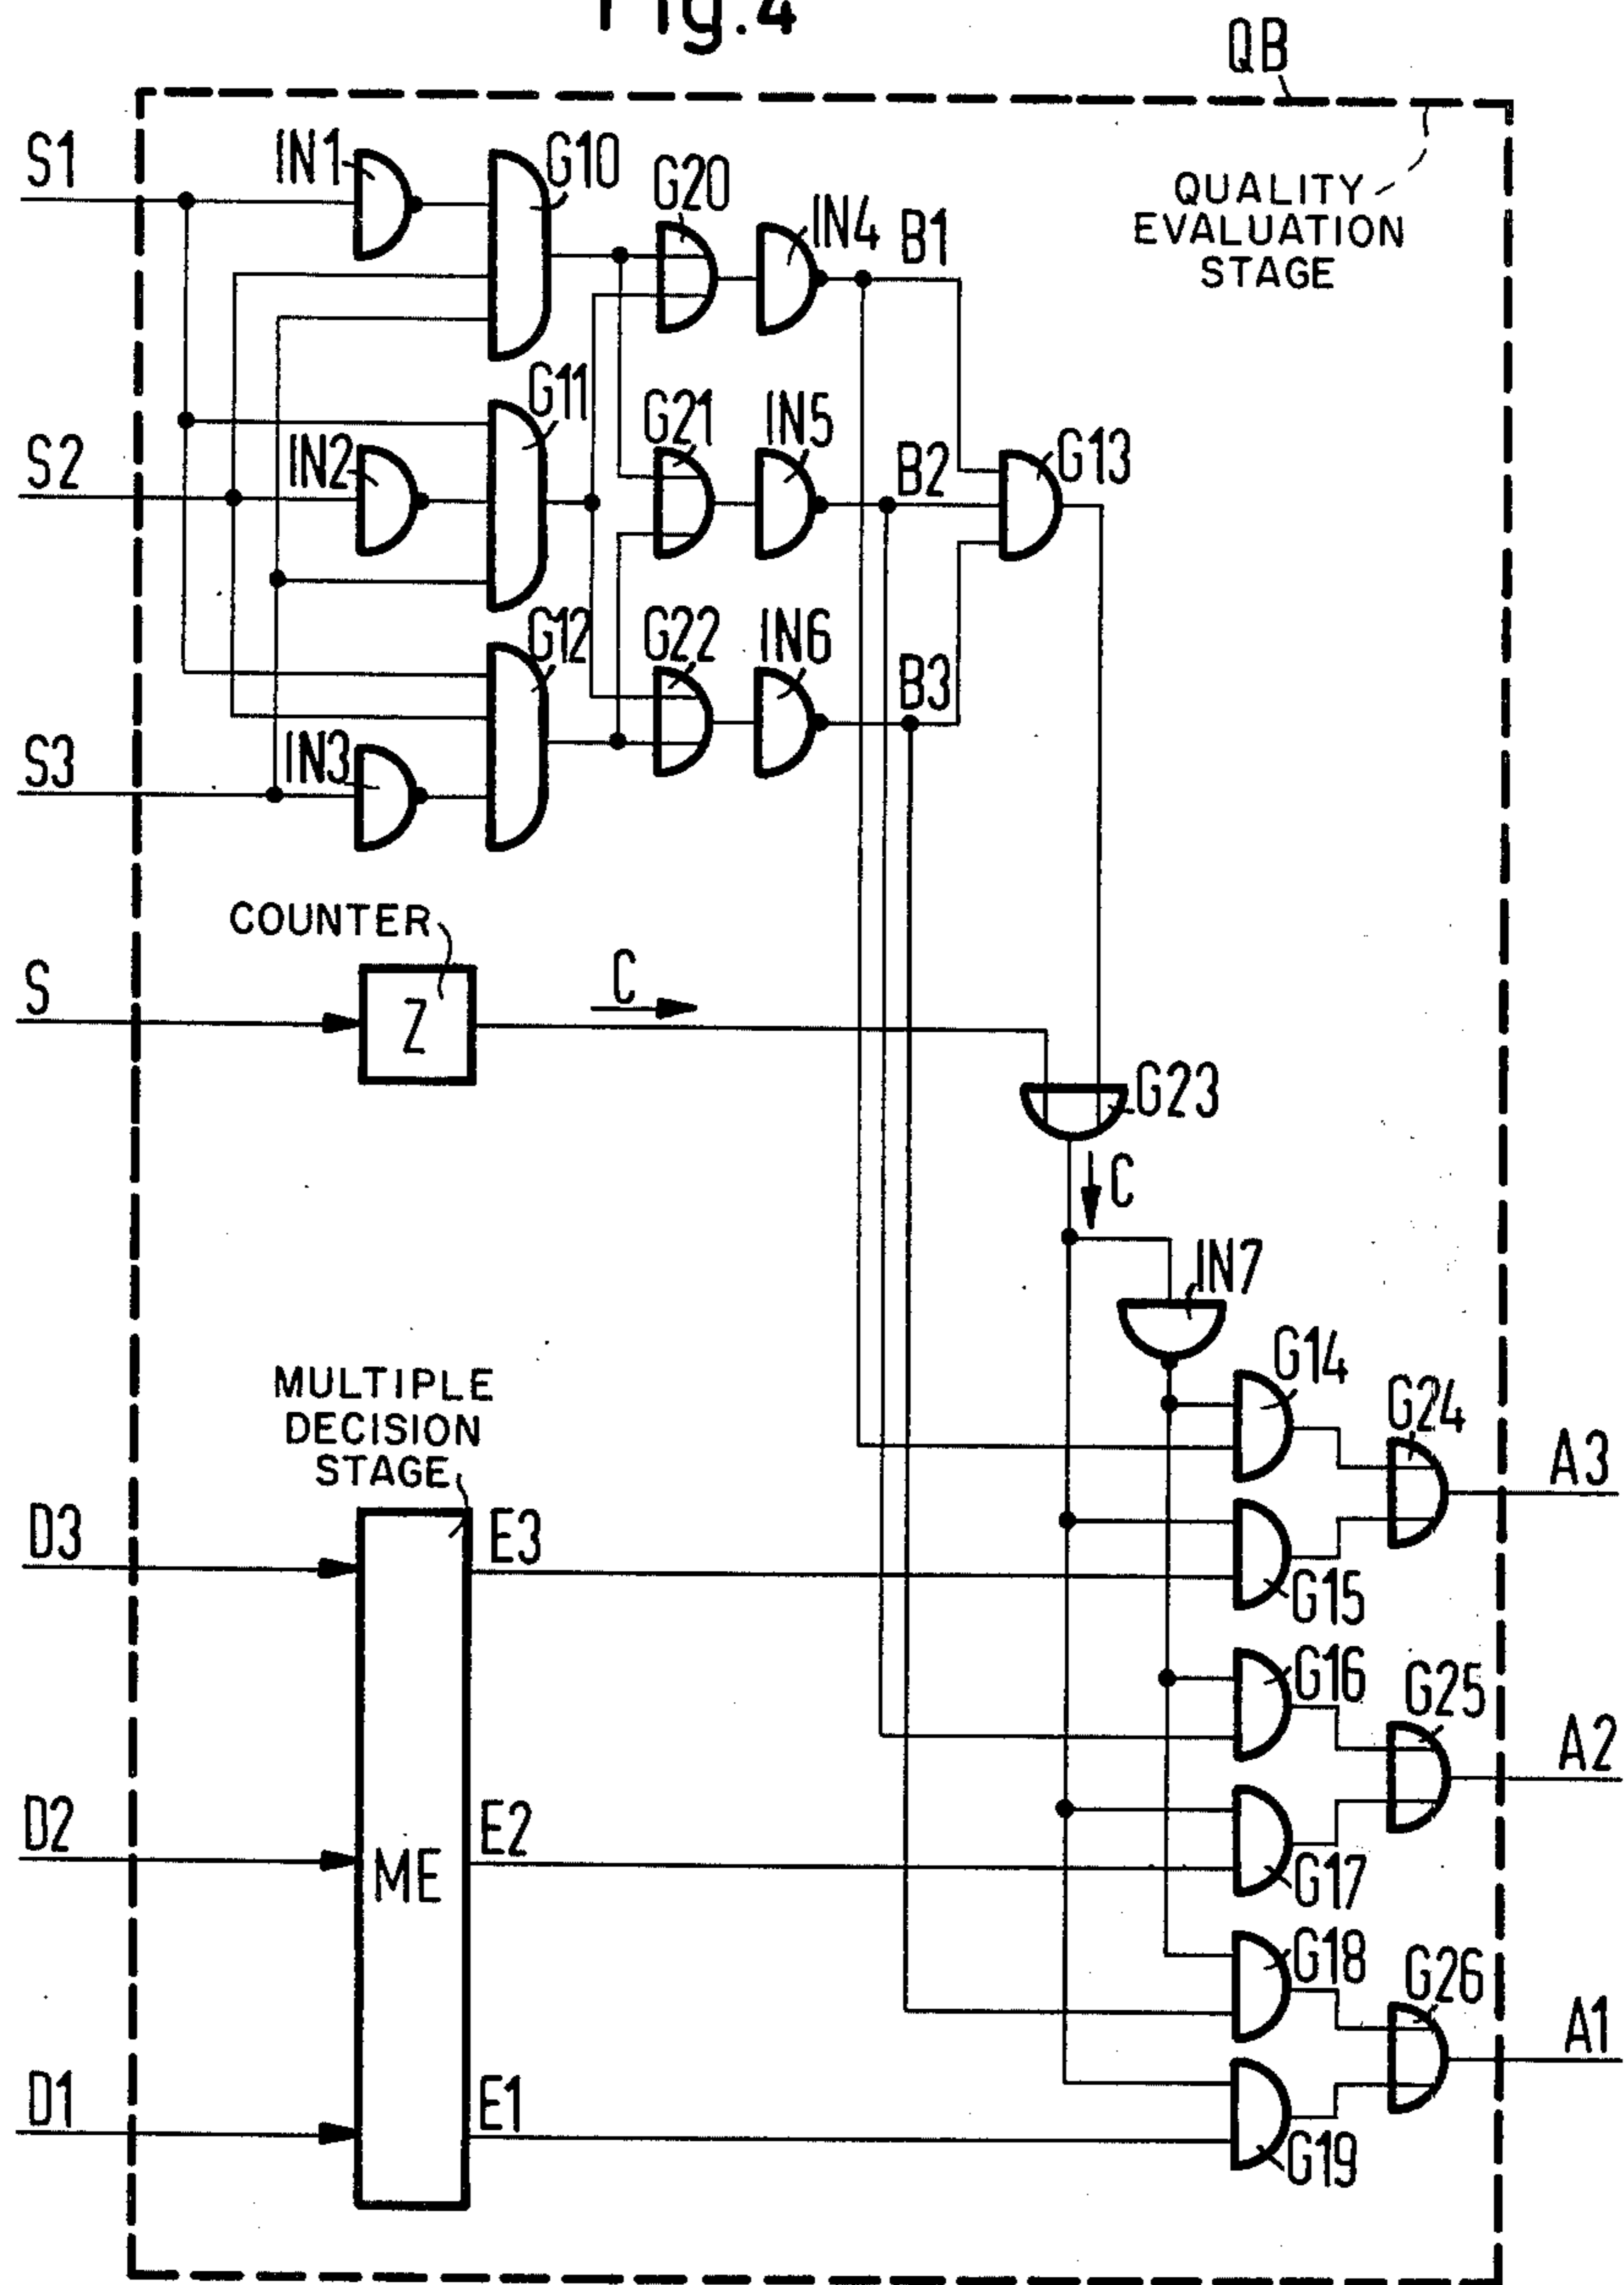 Fig.4
QB
QUALITY
EVALUATION
STAGE
S1
IN1
G10
G20
IN4
B1
G11
S2
IN2
G21
IN5
B2
G13
G12
G22
IN6
B3
S3
IN3
COUNTER
S
Z
C
G23
C
IN7
MULTIPLE
DECISION
STAGE
G14
G24
A3
D3
E3
G15
G16
G25
A2
D2
ME
E2
G17
G18
G26
A1
D1
E1
G19